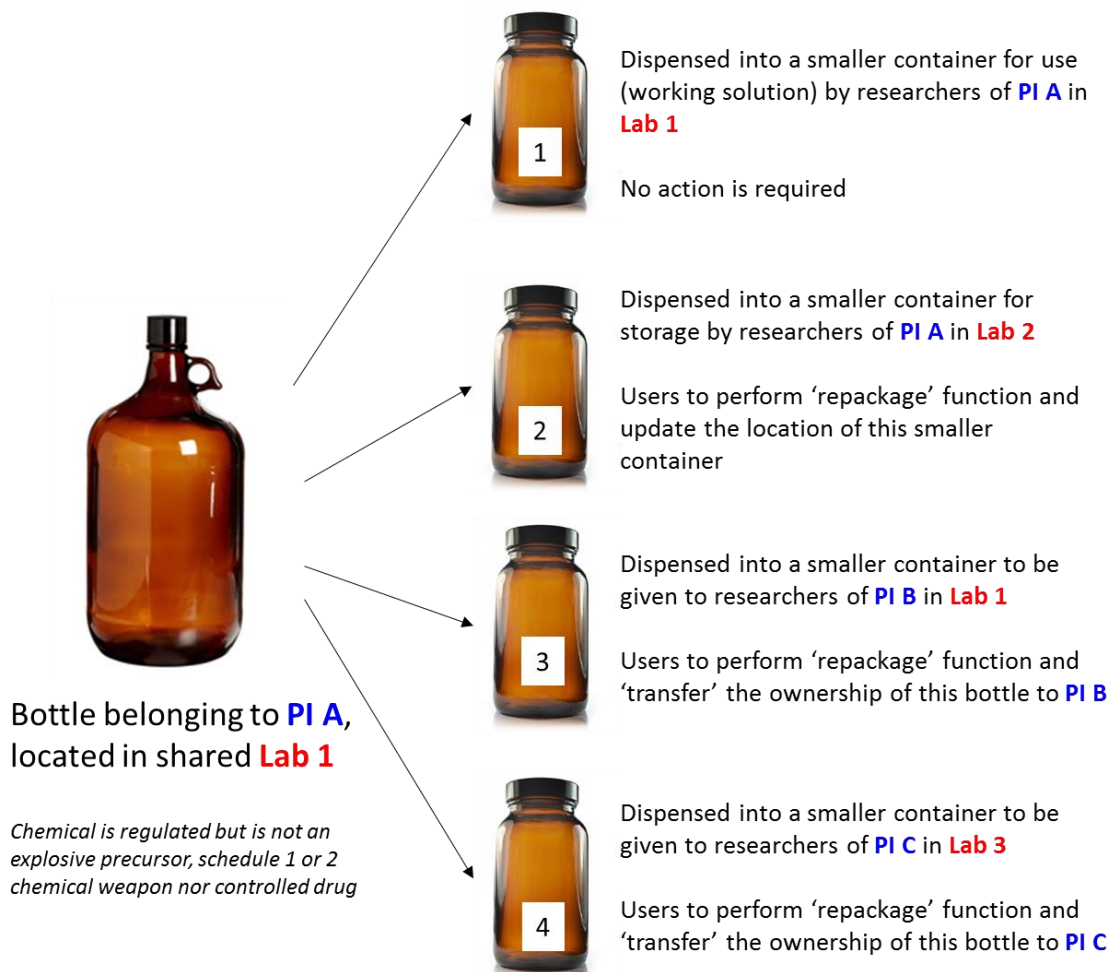 Dispensed into a smaller container for use
(working solution) by researchers of PI A in
Lab 1
No action is required
1
Dispensed into a smaller container for
storage by researchers of PI A in Lab 2
Users to perform ‘repackage’ function and
update the location of this smaller
container
2
Dispensed into a smaller container to be
given to researchers of PI B in Lab 1
Users to perform ‘repackage’ function and
‘transfer’ the ownership of this bottle to PI B
3
Bottle belonging to PI A,
located in shared Lab 1
Chemical is regulated but is not an
explosive precursor, schedule 1 or 2
chemical weapon nor controlled drug
Dispensed into a smaller container to be
given to researchers of PI C in Lab 3
Users to perform ‘repackage’ function and
‘transfer’ the ownership of this bottle to PI C
4